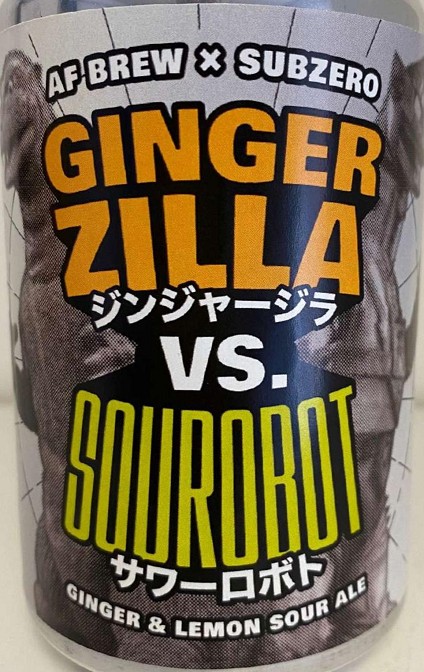 AF BREW × SUBZERO
GINGER
ZILLA
ジンジャージラ
VS.
SOUROBOT
サワーロボト
GINGER & LEMON SOUR ALE